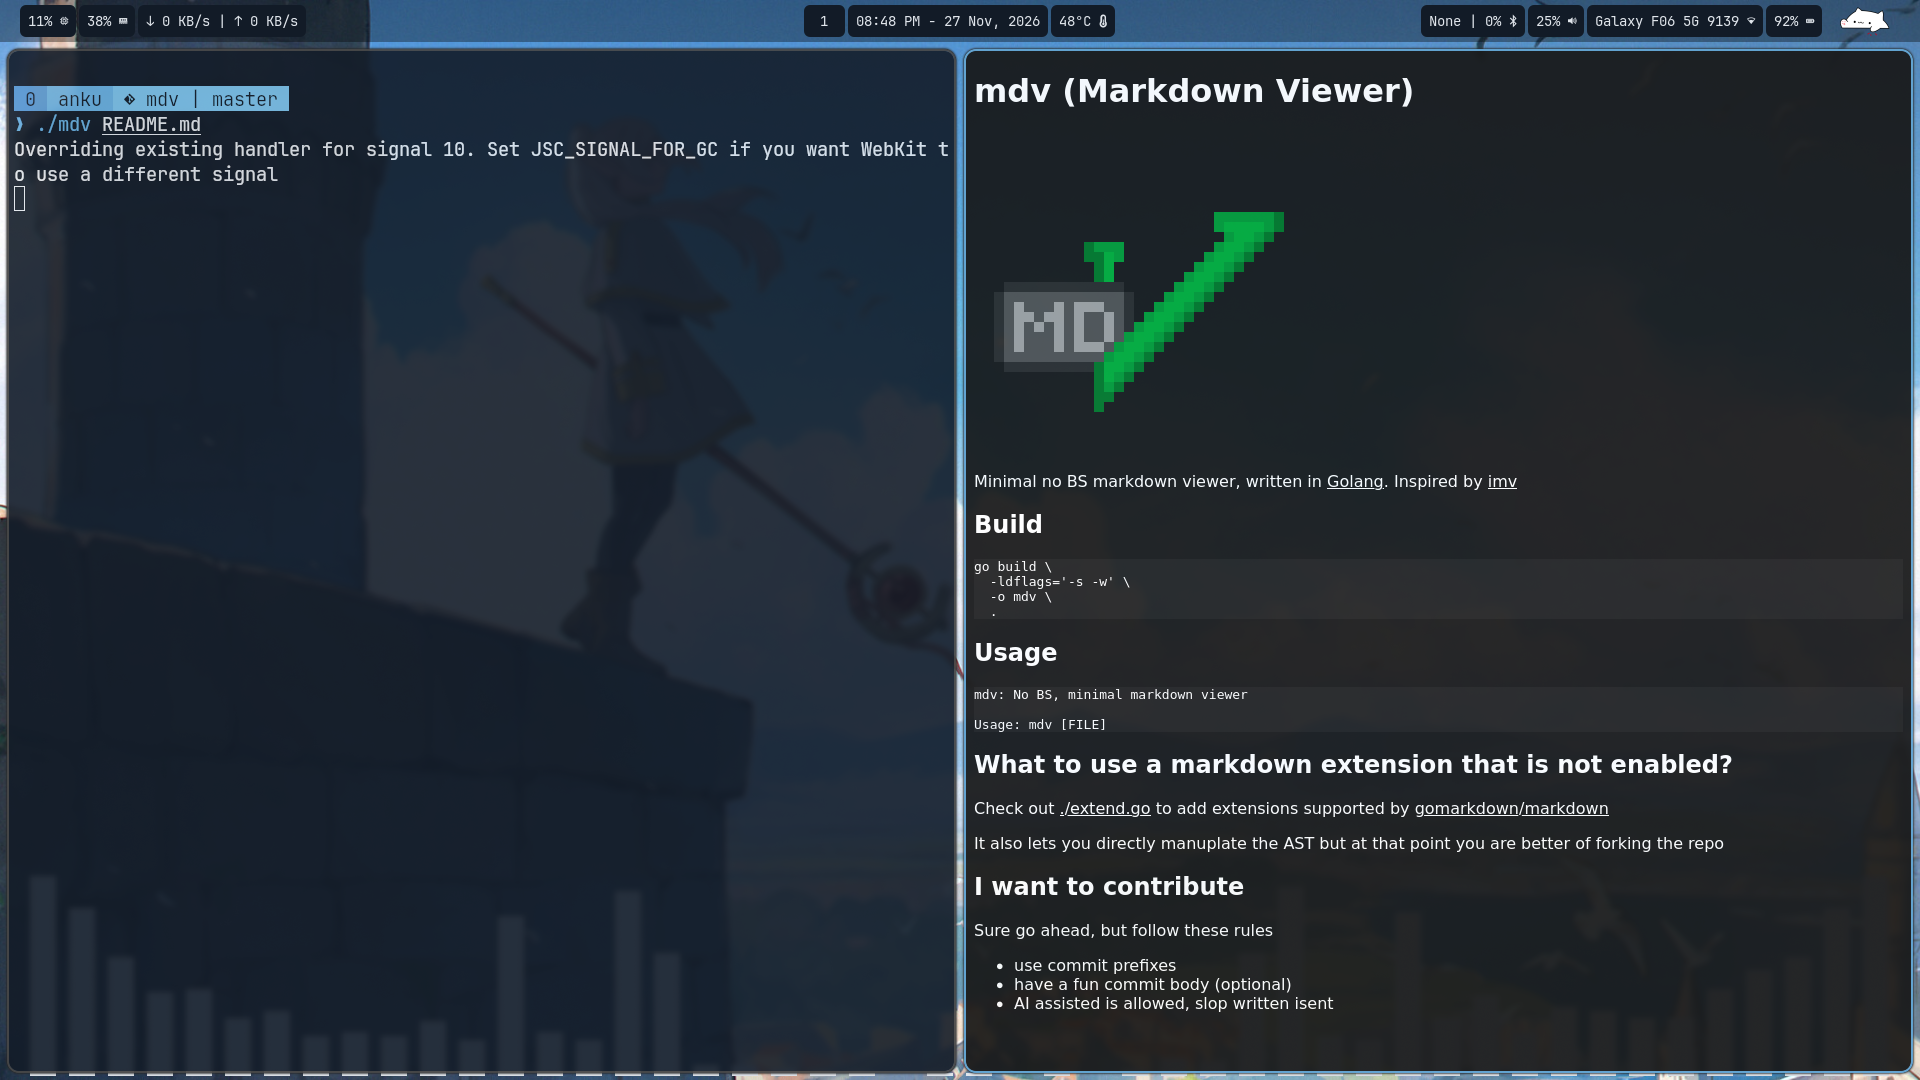 11%
38%
↓ 0 KB/s | ↑ 0 KB/s
1
08:48 PM - 27 Nov, 2026
48°C
None | 0%
25%
Galaxy F06 5G 9139
92%
0 anku mdv | master
❱ ./mdv README.md
Overriding existing handler for signal 10. Set JSC_SIGNAL_FOR_GC if you want WebKit t
o use a different signal
mdv (Markdown Viewer)
MD
Minimal no BS markdown viewer, written in Golang. Inspired by imv
Build
go build \
  -ldflags='-s -w' \
  -o mdv \
  .
Usage
mdv: No BS, minimal markdown viewer
Usage: mdv [FILE]
What to use a markdown extension that is not enabled?
Check out ./extend.go to add extensions supported by gomarkdown/markdown
It also lets you directly manuplate the AST but at that point you are better of forking the repo
I want to contribute
Sure go ahead, but follow these rules
• use commit prefixes
• have a fun commit body (optional)
• AI assisted is allowed, slop written isent